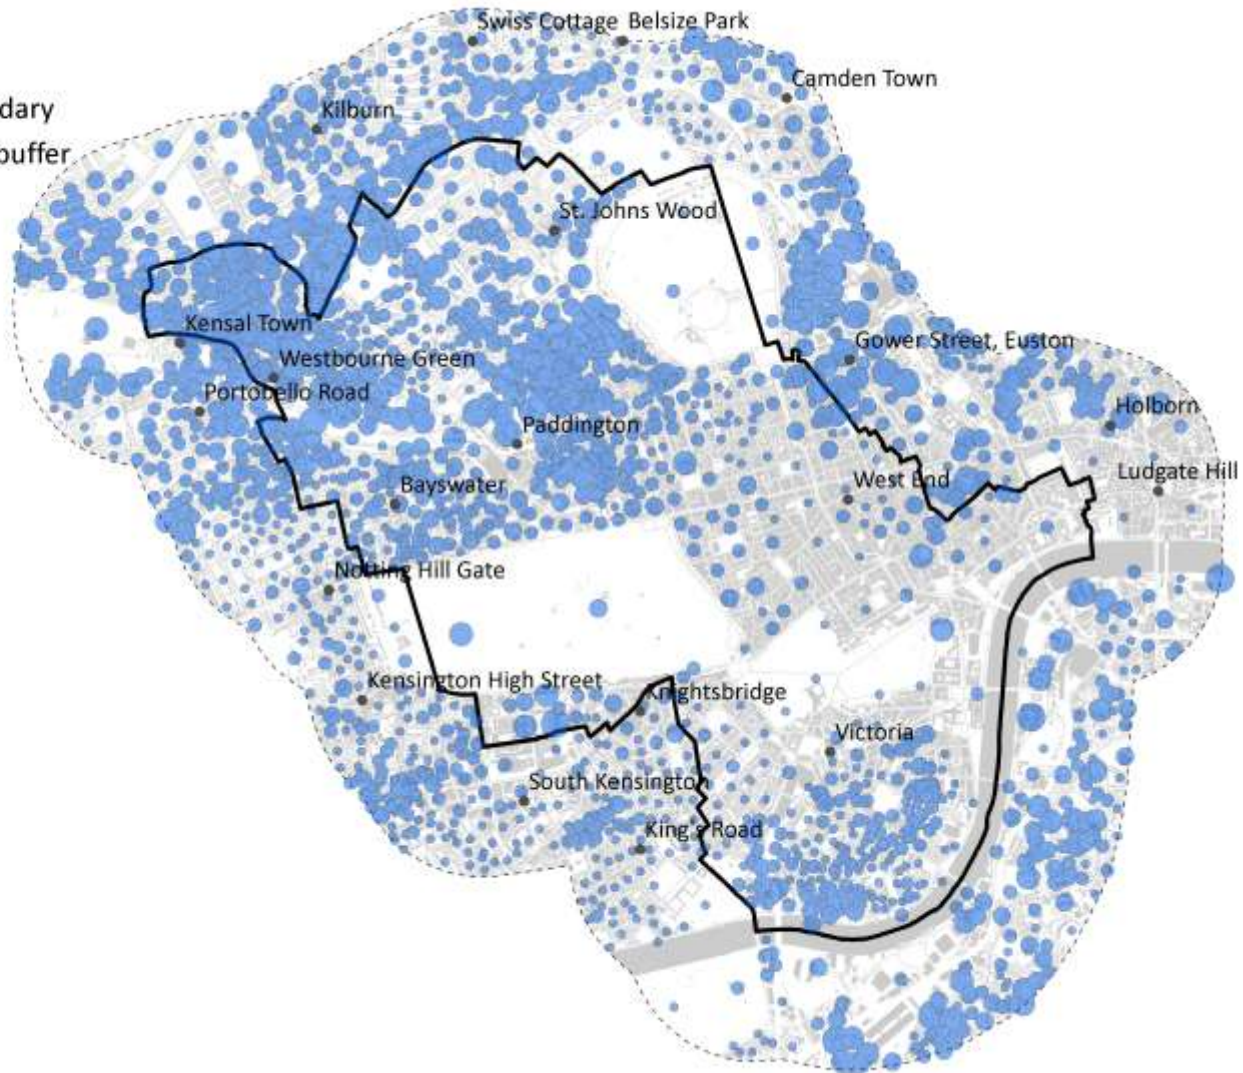 Swiss Cottage Belsize Park
Camden Town
dary
Kilburn
buffer
St. Johns Wood
Kensal Town
Gower Street, Euston
Westbourne Green
Portobello Road
Holborn
Paddington
Ludgate Hill
West End
Bayswater
Notting Hill Gate
Kensington High Street
Knightsbridge
Victoria
South Kensington
King's Road